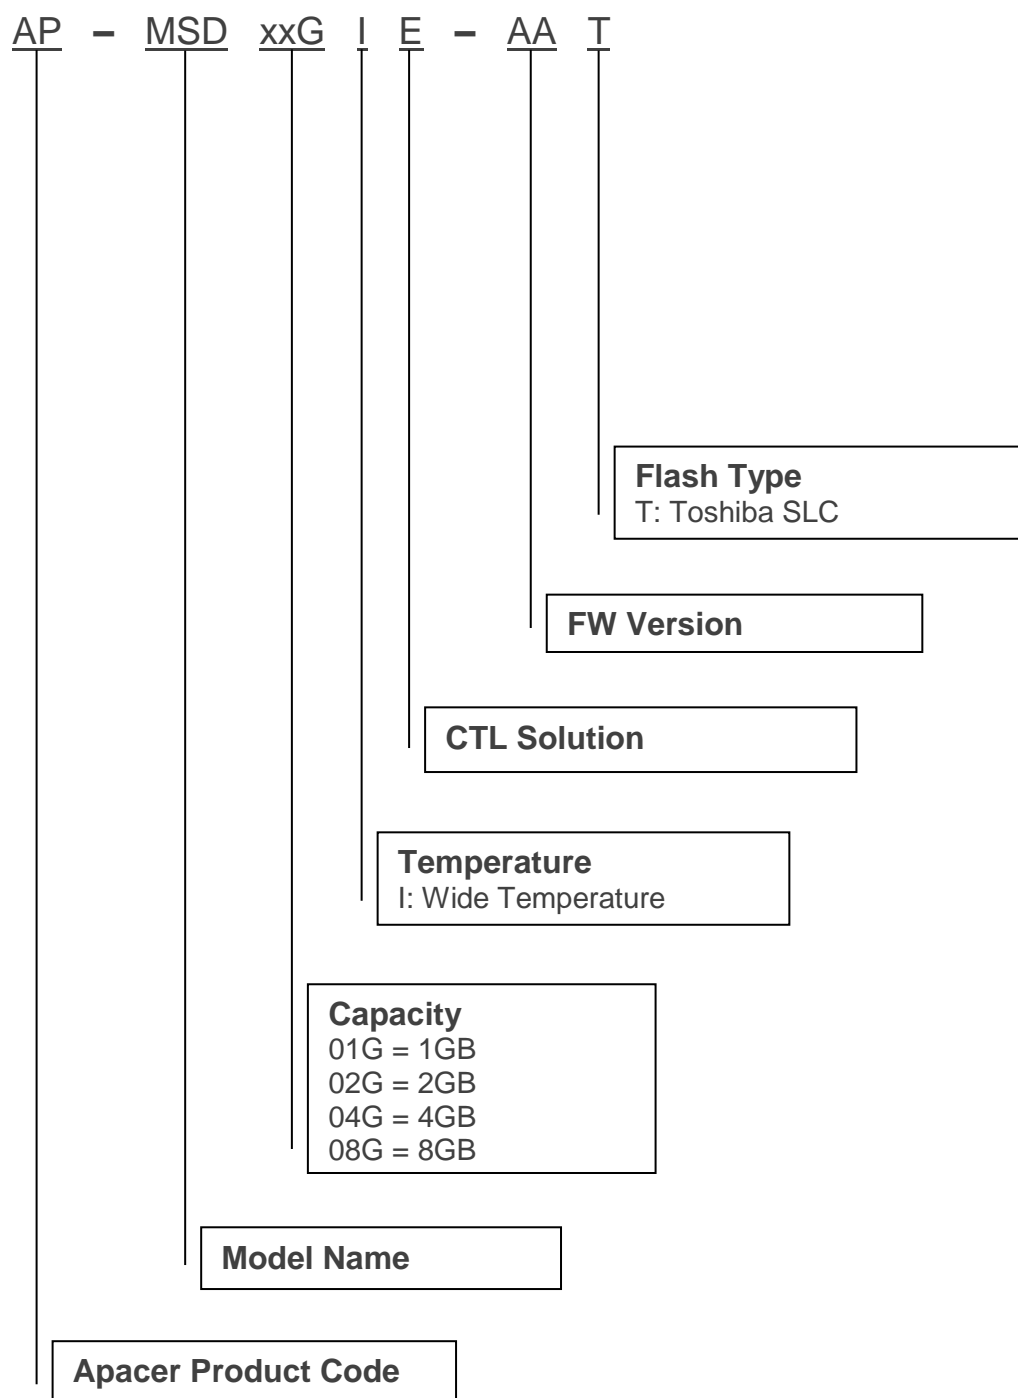 AP – MSD xxG I E – AA T
Flash Type
T: Toshiba SLC
FW Version
CTL Solution
Temperature
I: Wide Temperature
Capacity
01G = 1GB
02G = 2GB
04G = 4GB
08G = 8GB
Model Name
Apacer Product Code